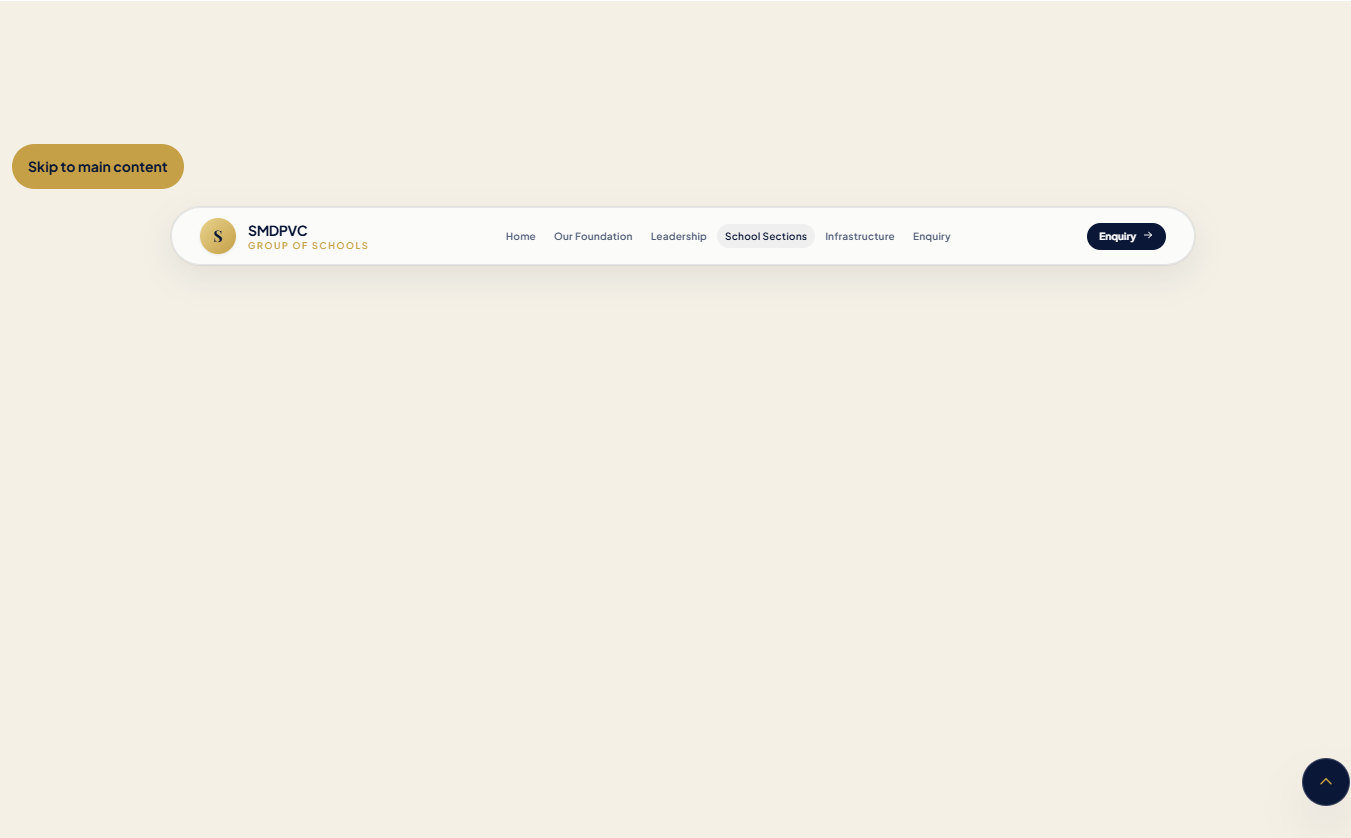 Skip to main content
S
SMDPVC
GROUP OF SCHOOLS
Home
Our Foundation
Leadership
School Sections
Infrastructure
Enquiry
Enquiry